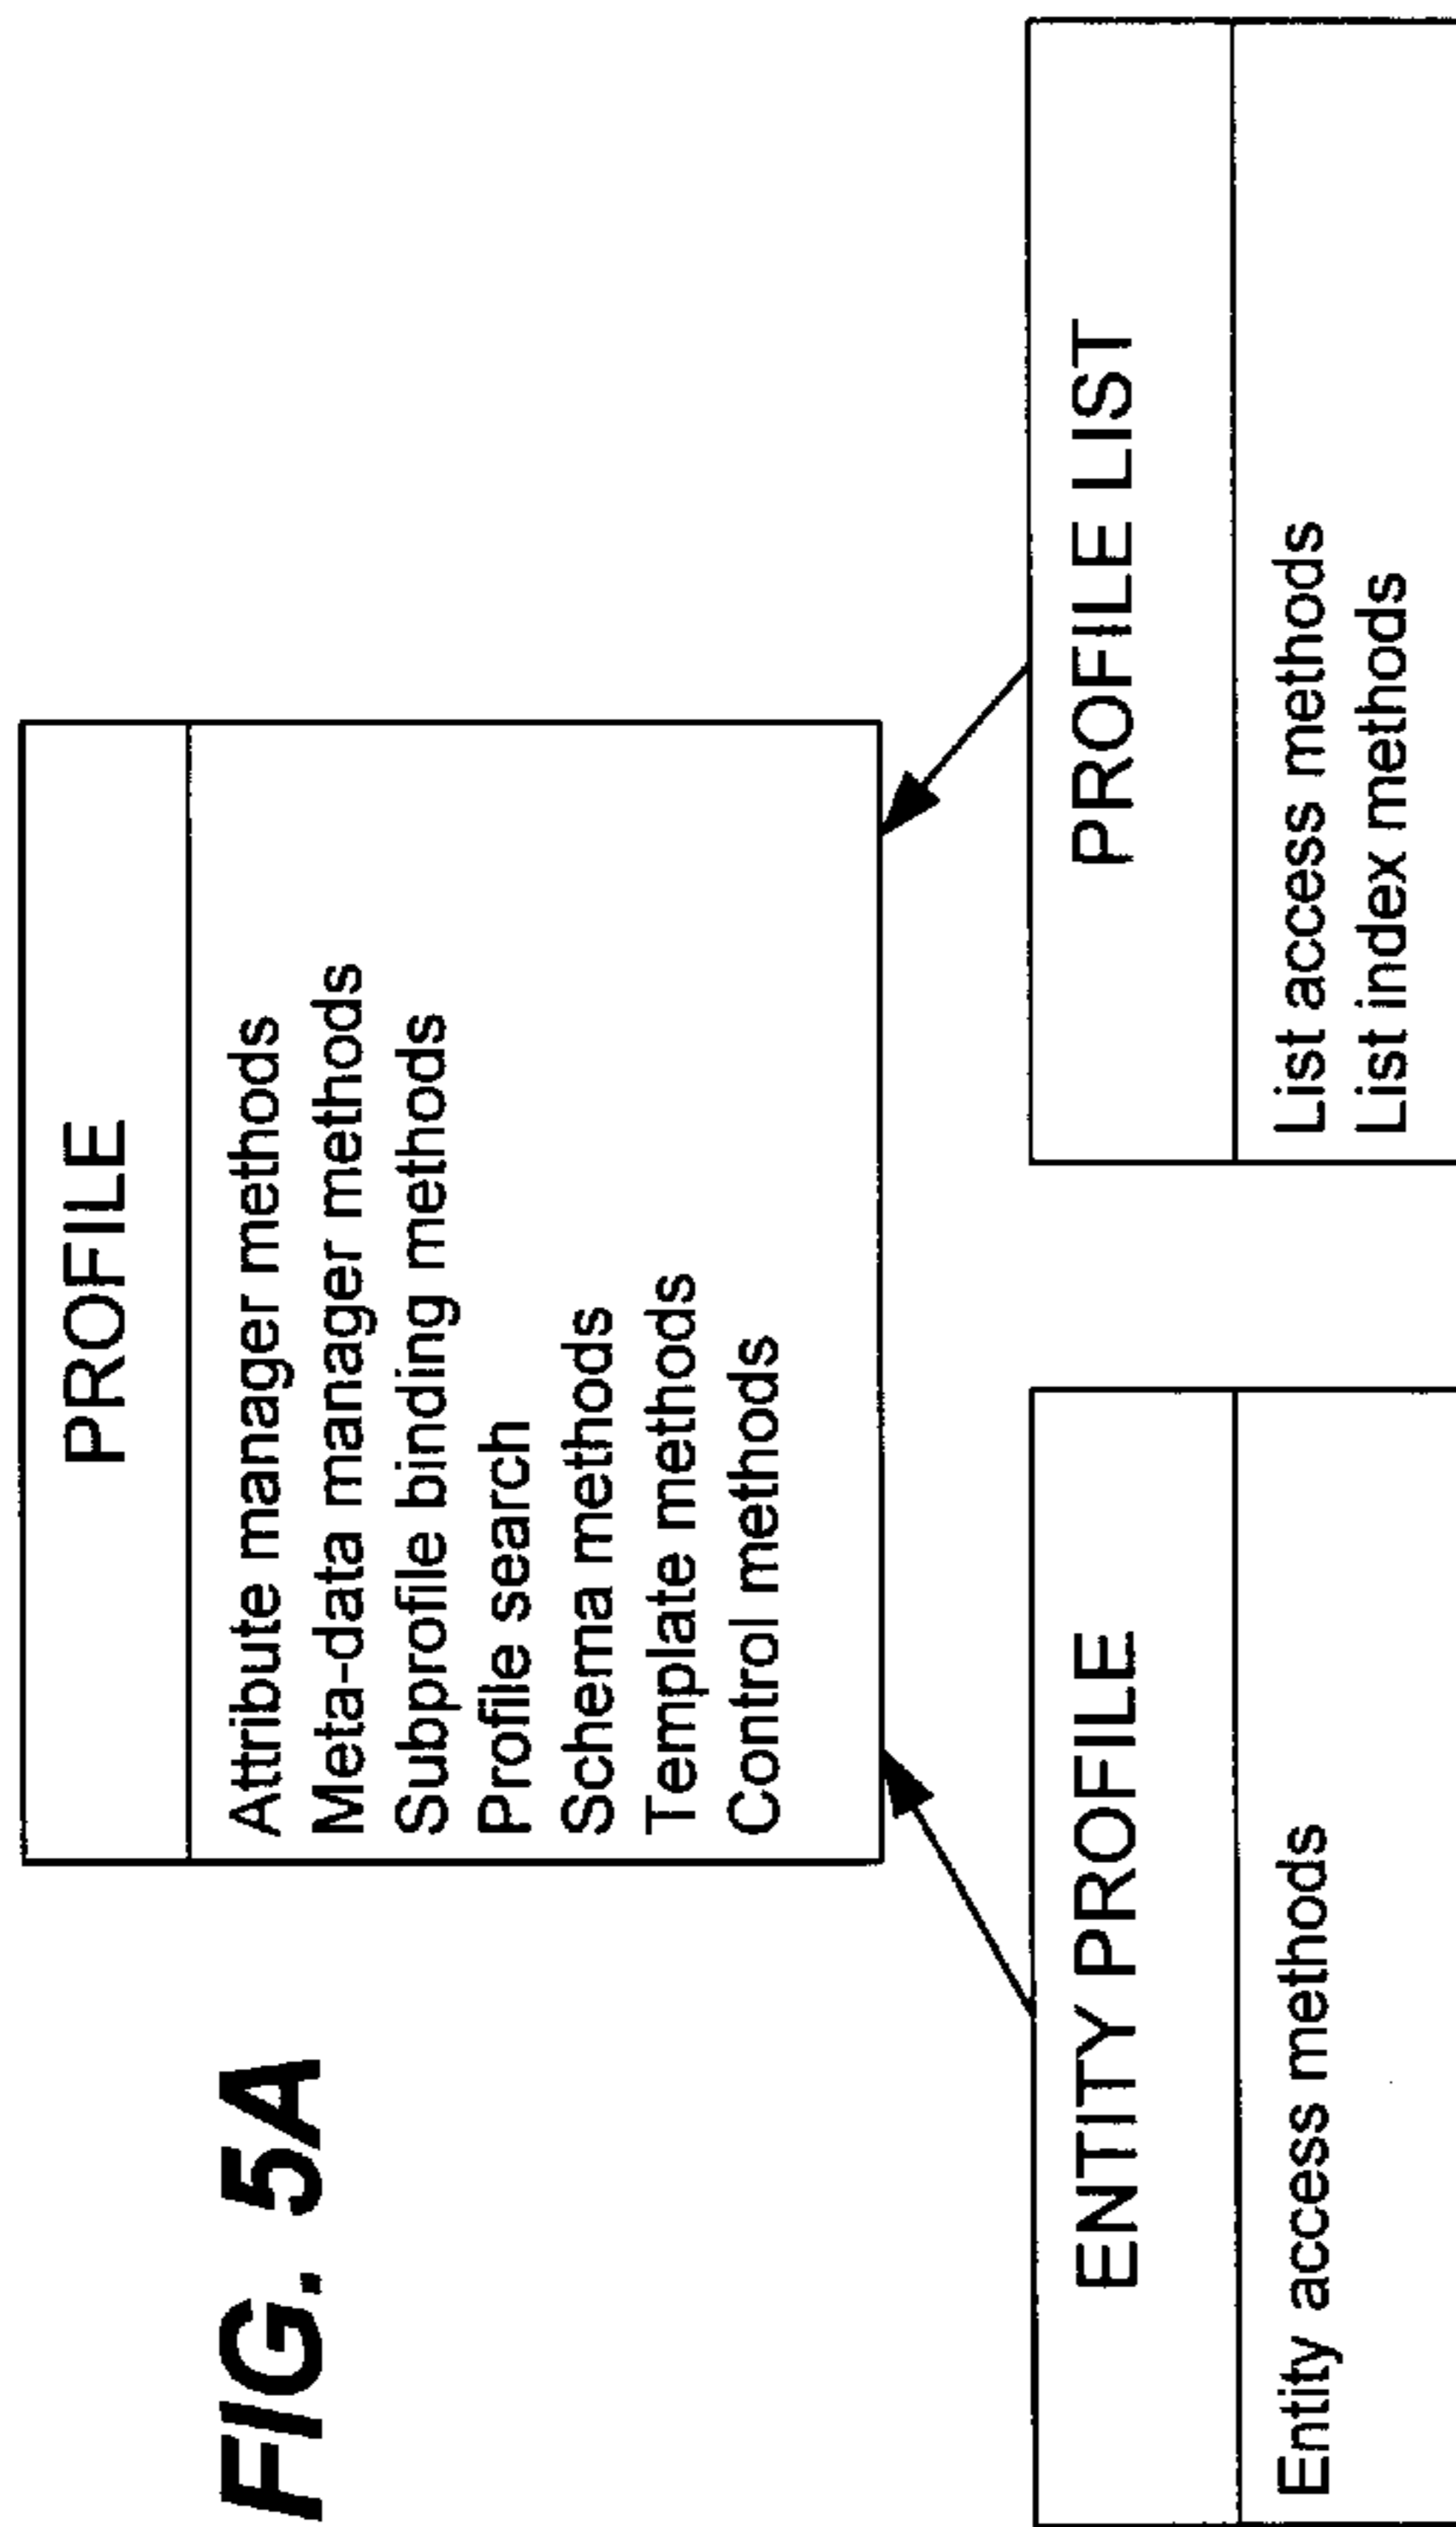 FIG. 5A
PROFILE
Attribute manager methods
Meta-data manager methods
Subprofile binding methods
Profile search
Schema methods
Template methods
Control methods
ENTITY PROFILE
Entity access methods
PROFILE LIST
List access methods
List index methods